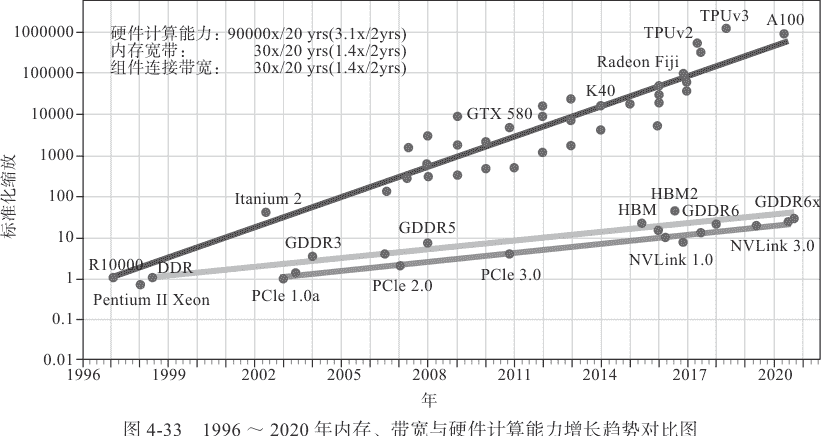 硬件计算能力：90000x/20 yrs(3.1x/2yrs)
内存宽带：30x/20 yrs(1.4x/2yrs)
组件连接带宽：30x/20 yrs(1.4x/2yrs)
TPUv3
A100
TPUv2
Radeon Fiji
K40
GTX 580
Itanium 2
HBM2
GDDR6x
HBM
GDDR6
GDDR5
GDDR3
NVLink 3.0
R10000
DDR
NVLink 1.0
PCle 3.0
PCle 2.0
Pentium II Xeon
PCle 1.0a
标准化缩放
1000000
100000
10000
1000
100
10
1
0.1
0.01
1996
1999
2002
2005
2008
2011
2014
2017
2020
年
图 4-33 1996 ～ 2020 年内存、带宽与硬件计算能力增长趋势对比图